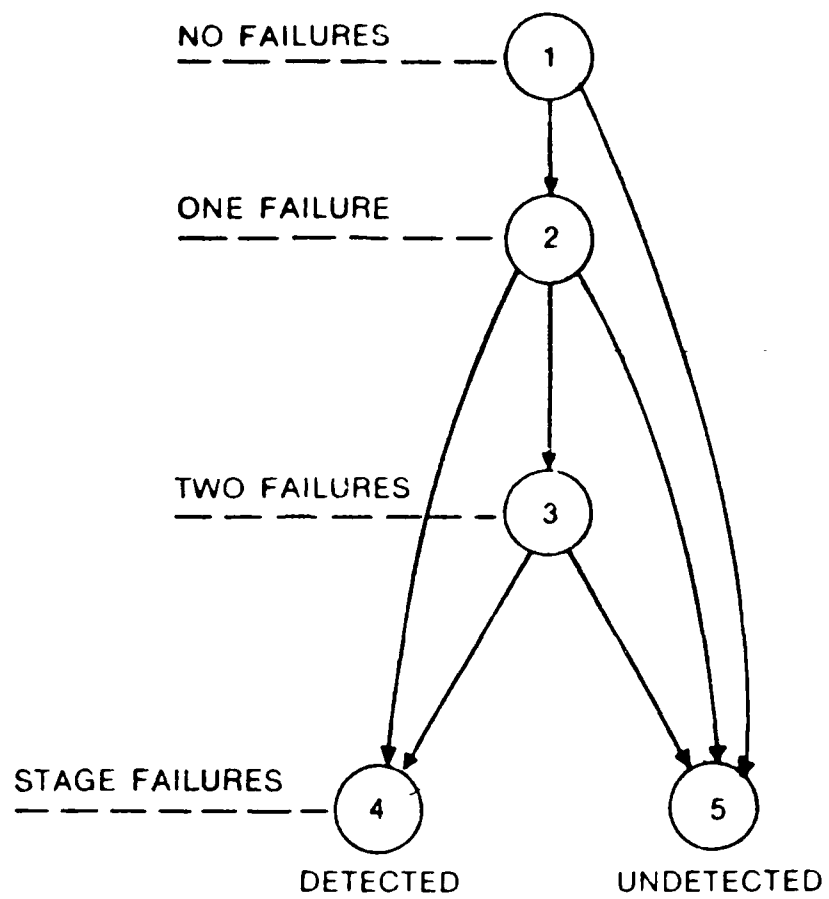 NO FAILURES
1
ONE FAILURE
2
TWO FAILURES
3
STAGE FAILURES
4
5
DETECTED
UNDETECTED